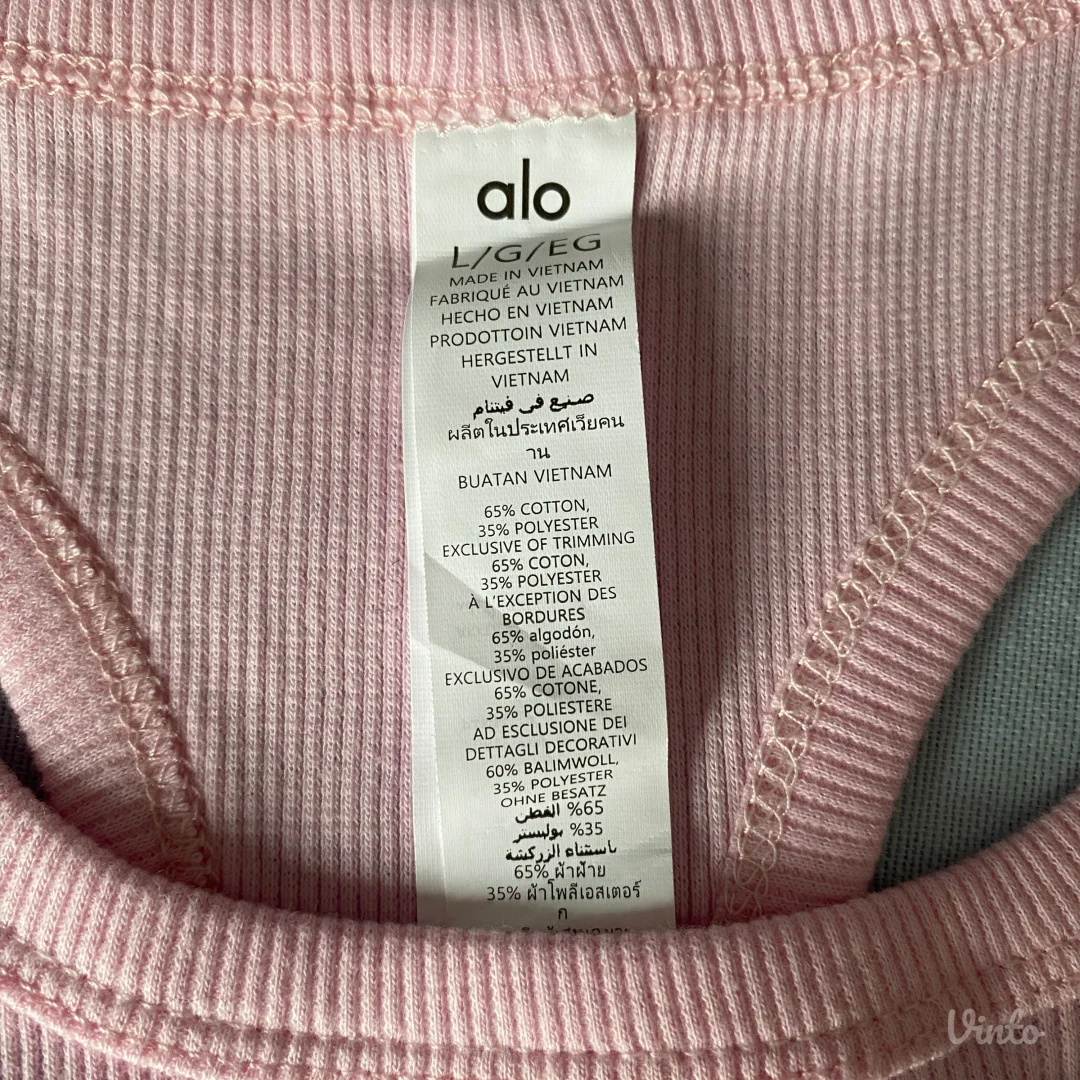 alo
L/G/EG
MADE IN VIETNAM
FABRIQUÉ AU VIETNAM
HECHO EN VIETNAM
PRODOTTOIN VIETNAM
HERGESTELLT IN
VIETNAM
صنع في فيتنام
ผลิตในประเทศเวียดน
าน
BUATAN VIETNAM
65% COTTON,
35% POLYESTER
EXCLUSIVE OF TRIMMING
65% COTON,
35% POLYESTER
À L'EXCEPTION DES
BORDURES
65% algodón,
35% poliéster
EXCLUSIVO DE ACABADOS
65% COTONE,
35% POLIESTERE
AD ESCLUSIONE DEI
DETTAGLI DECORATIVI
60% BALIMWOLL,
35% POLYESTER
OHNE BESATZ
65% القطن
35% بوليستر
باستثناء الزركشة
65% ผ้าฝ้าย
35% ผ้าโพลีเอสเตอร์
ก
Vinto